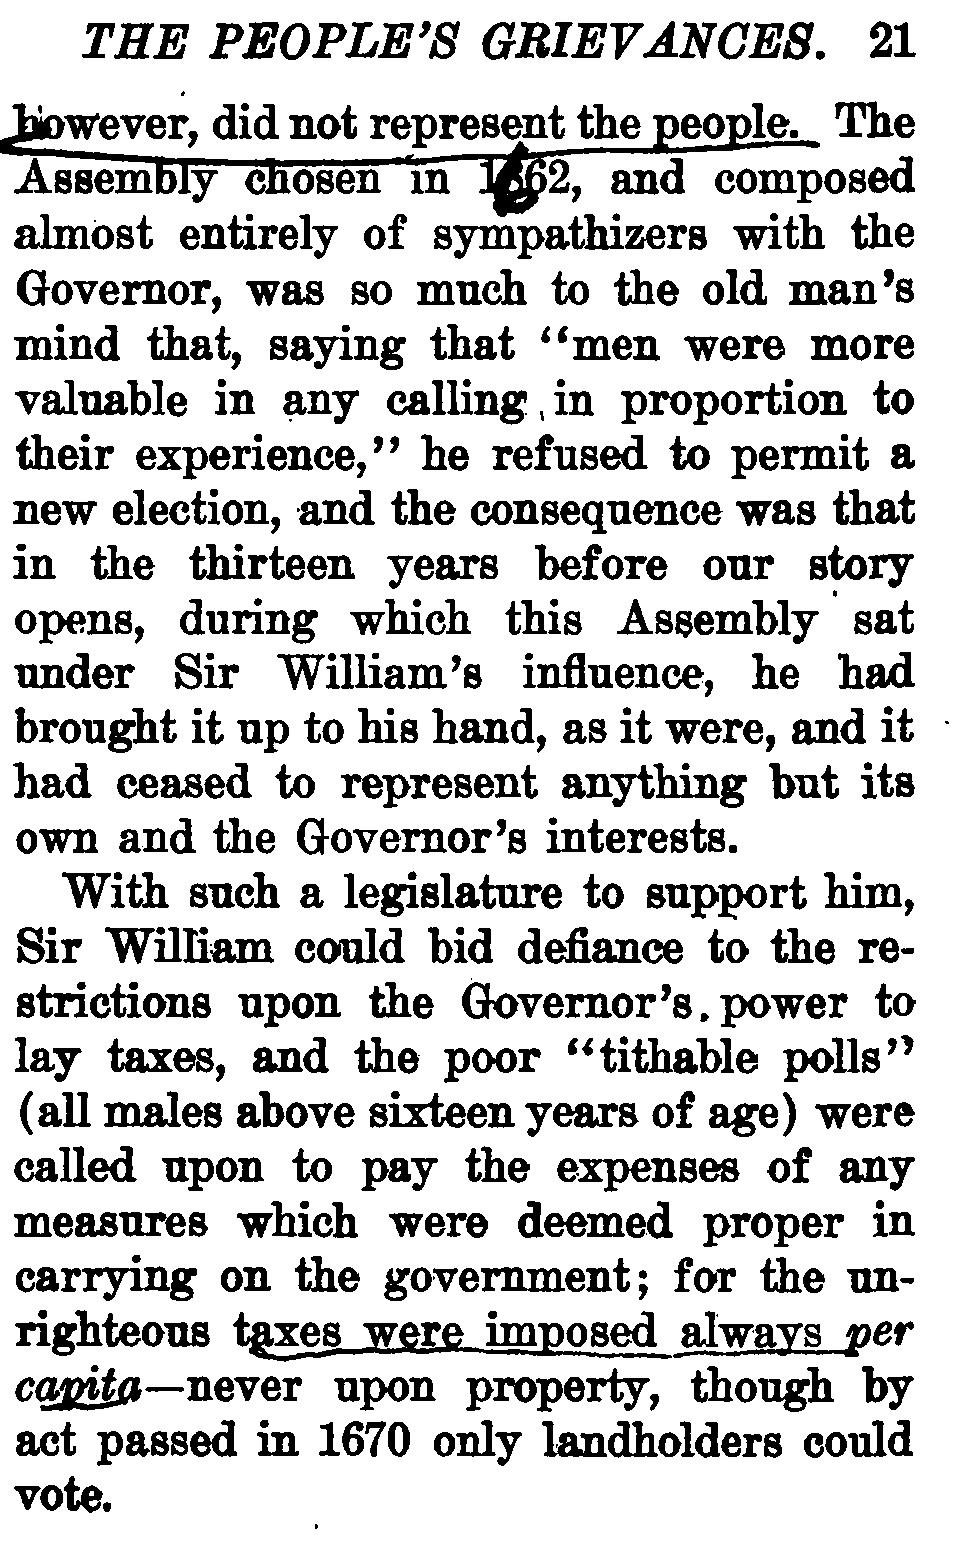 THE PEOPLE'S GRIEVANCES. 21
however, did not represent the people. The
Assembly chosen in 1662, and composed
almost entirely of sympathizers with the
Governor, was so much to the old man's
mind that, saying that “men were more
valuable in any calling in proportion to
their experience,” he refused to permit a
new election, and the consequence was that
in the thirteen years before our story
opens, during which this Assembly sat
under Sir William's influence, he had
brought it up to his hand, as it were, and it
had ceased to represent anything but its
own and the Governor's interests.
With such a legislature to support him,
Sir William could bid defiance to the re-
strictions upon the Governor's power to
lay taxes, and the poor “tithable polls”
(all males above sixteen years of age) were
called upon to pay the expenses of any
measures which were deemed proper in
carrying on the government; for the un-
righteous taxes were imposed always per
capita—never upon property, though by
act passed in 1670 only landholders could
vote.